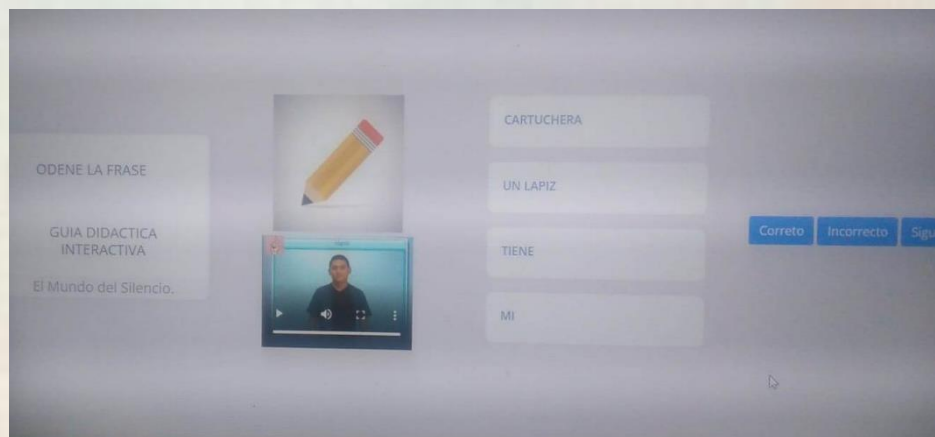 ODENE LA FRASE
GUIA DIDACTICA
INTERACTIVA
El Mundo del Silencio.
CARTUCHERA
UN LAPIZ
TIENE
MI
Correto
Incorrecto